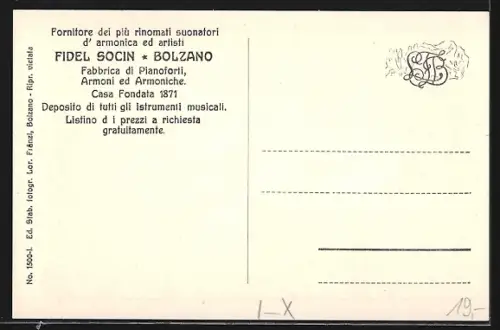 Fornitore dei più rinomati suonatori
d' armonica ed artisti
FIDEL SOCIN * BOLZANO
Fabbrica di Pianoforti,
Armoni ed Armoniche.
Casa Fondata 1871
Deposito di tutti gli istrumenti musicali.
Listino d i prezzi a richiesta
gratuitamente.
No. 1500-I. Ed. Stab. fotogr. Lor. Fränzl, Bolzano - Ripr. vietata
I-X
19,-